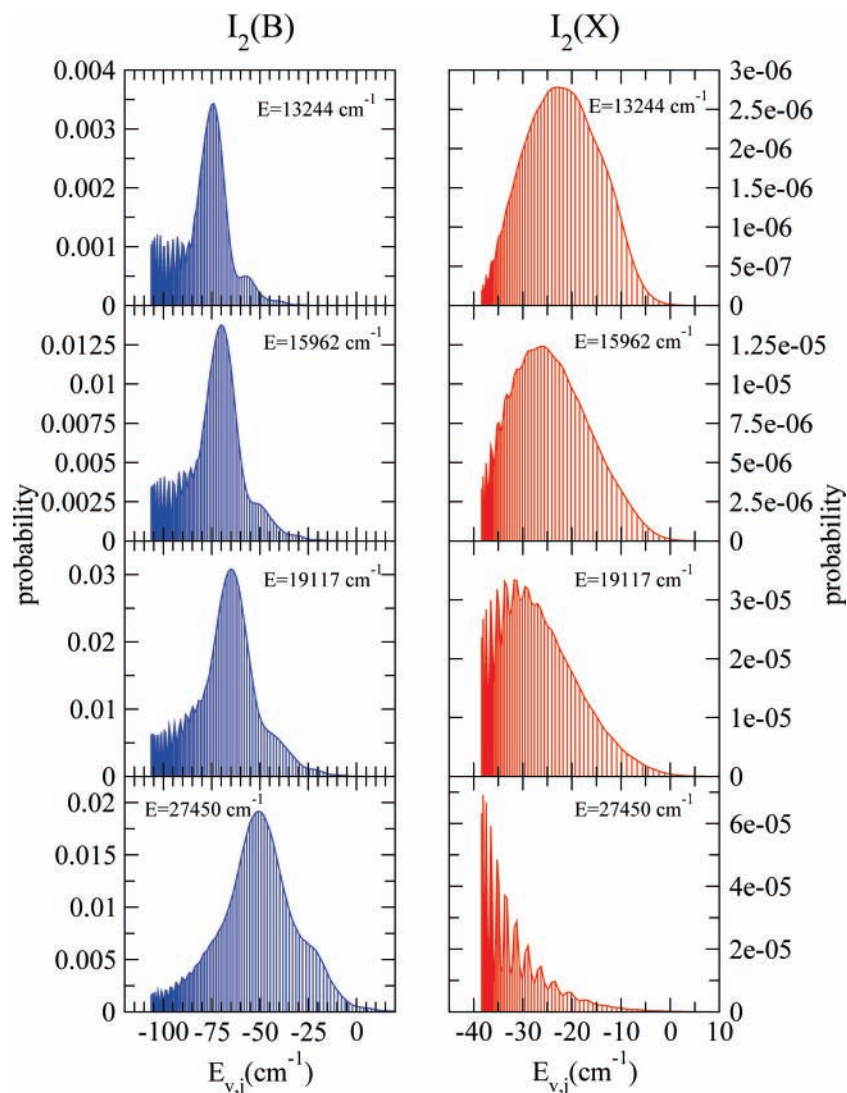 I2(B) I2(X)
0.004
0.003
0.002
0.001
0
E=13244 cm-1
E=13244 cm-1
3e-06
2.5e-06
2e-06
1.5e-06
1e-06
5e-07
0
0.0125
0.01
0.0075
0.005
0.0025
0
E=15962 cm-1
E=15962 cm-1
1.25e-05
1e-05
7.5e-06
5e-06
2.5e-06
0
probability
probability
0.03
0.02
0.01
0
E=19117 cm-1
E=19117 cm-1
3e-05
2e-05
1e-05
0
0.02
0.015
0.01
0.005
0
E=27450 cm-1
E=27450 cm-1
6e-05
4e-05
2e-05
0
-100 -75 -50 -25 0
-40 -30 -20 -10 0 10
Ev,j(cm-1)
Ev,j(cm-1)